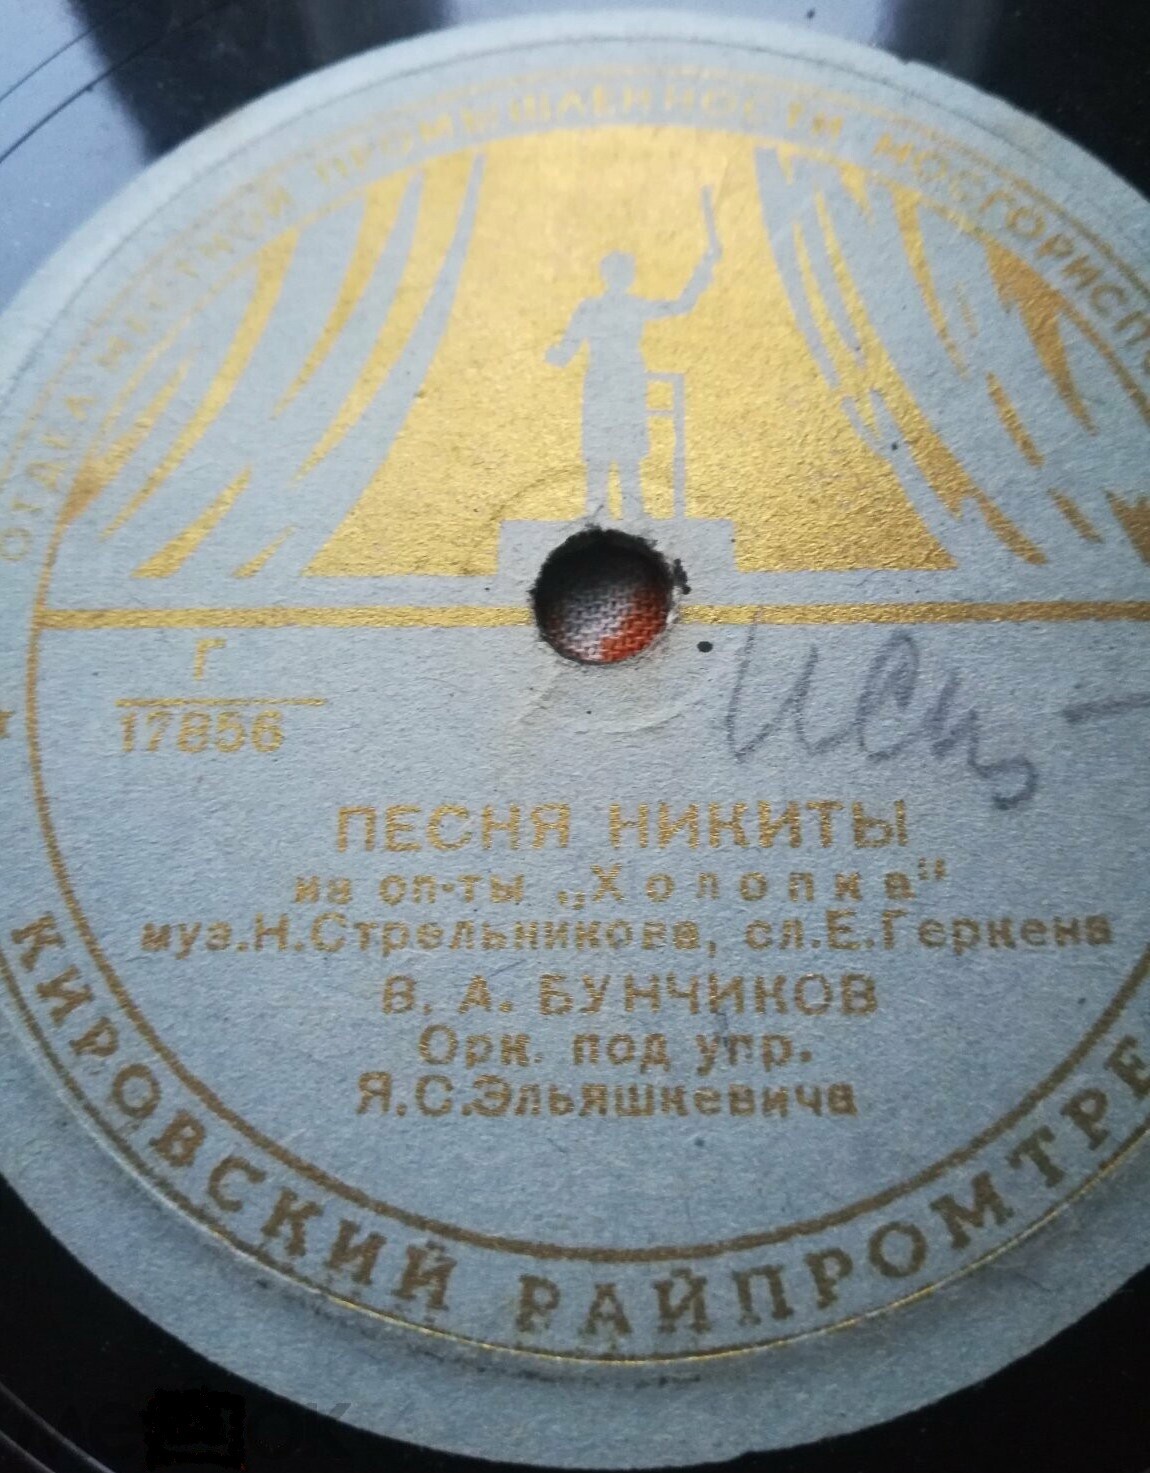 ОТДЕЛ МЕСТНОЙ ПРОМЫШЛЕННОСТИ МОСГОРИСП
Г
17856
ПЕСНЯ НИКИТЫ
из оп-ты „Холопка"
муз.Н.Стрельникова, сл.Е.Геркена
В. А. БУНЧИКОВ
Орк. под упр.
Я.С.Эльяшкевича
КИРОВСКИЙ РАЙПРОМТРЕ